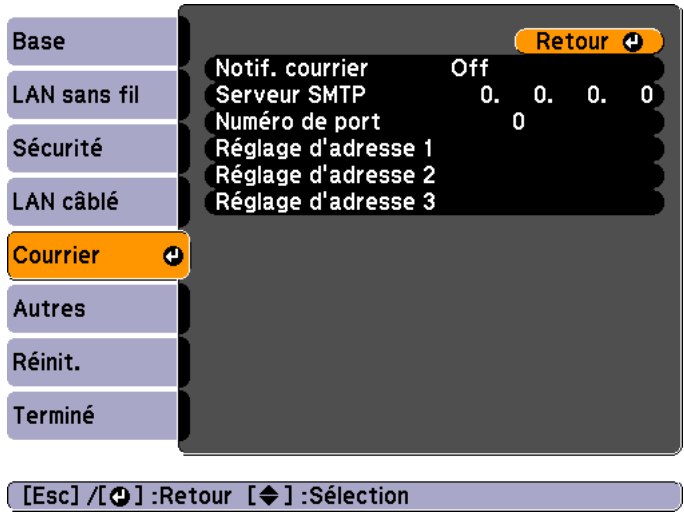 Base
LAN sans fil
Sécurité
LAN câblé
Courrier
Autres
Réinit.
Terminé
Retour
Notif. courrier Off
Serveur SMTP 0. 0. 0. 0
Numéro de port 0
Réglage d'adresse 1
Réglage d'adresse 2
Réglage d'adresse 3
[Esc] /[⏎] :Retour [◆] :Sélection